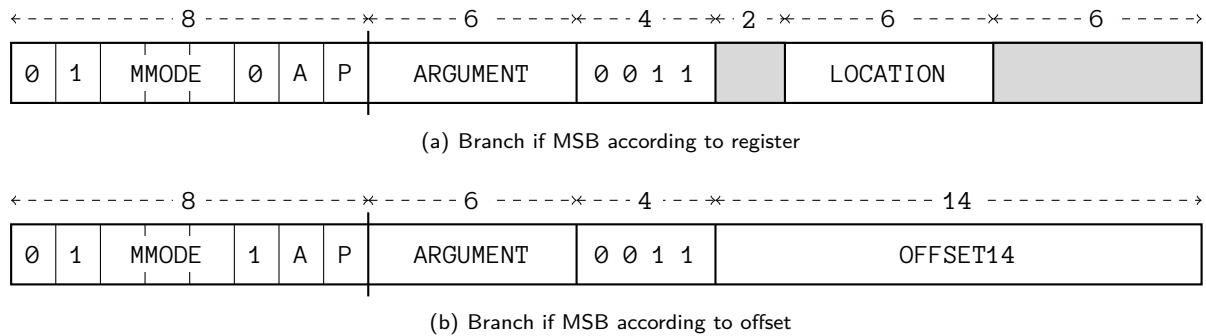 8 6 4 2 6 6
0 1 MMODE 0 A P ARGUMENT 0 0 1 1 LOCATION
(a) Branch if MSB according to register
8 6 4 14
0 1 MMODE 1 A P ARGUMENT 0 0 1 1 OFFSET14
(b) Branch if MSB according to offset